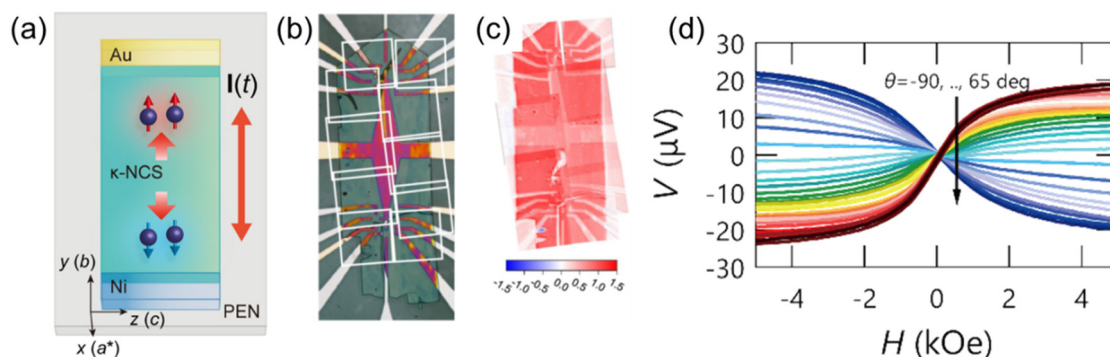 (a)
Au
I(t)
κ-NCS
y (b)
Ni
z (c)
PEN
x (a*)
(b)
(c)
-1.5 -1.0 -0.5 0.0 0.5 1.0 1.5
(d)
30
20
10
0
-10
-20
-30
V (μV)
θ=-90, .., 65 deg
-4 -2 0 2 4
H (kOe)